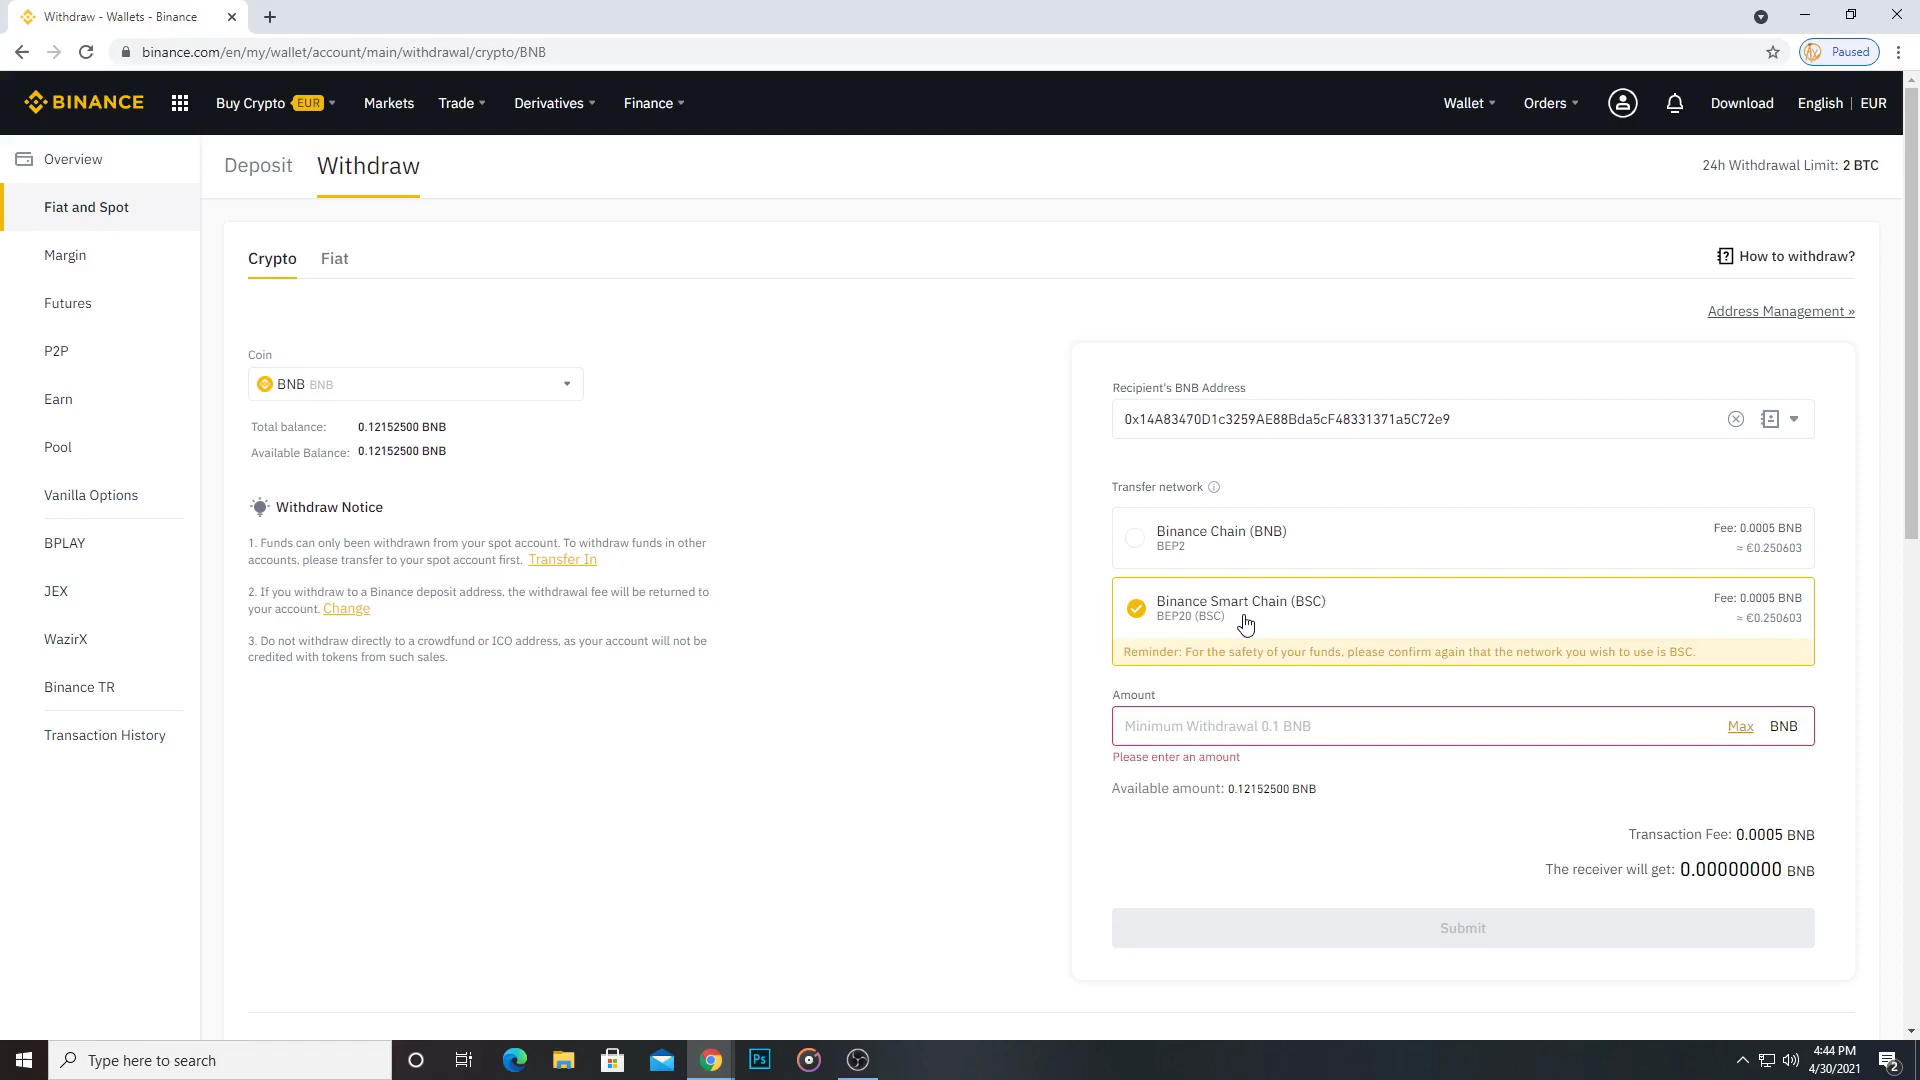 Withdraw - Wallets - Binance
binance.com/en/my/wallet/account/main/withdrawal/crypto/BNB
Paused
BINANCE
Buy Crypto EUR
Markets
Trade
Derivatives
Finance
Wallet
Orders
Download
English | EUR
Overview
Fiat and Spot
Margin
Futures
P2P
Earn
Pool
Vanilla Options
BPLAY
JEX
WazirX
Binance TR
Transaction History
Deposit
Withdraw
24h Withdrawal Limit: 2 BTC
Crypto
Fiat
How to withdraw?
Address Management »
Coin
BNB BNB
Total balance: 0.12152500 BNB
Available Balance: 0.12152500 BNB
Withdraw Notice
1. Funds can only been withdrawn from your spot account. To withdraw funds in other
accounts, please transfer to your spot account first. Transfer In
2. If you withdraw to a Binance deposit address, the withdrawal fee will be returned to
your account. Change
3. Do not withdraw directly to a crowdfund or ICO address, as your account will not be
credited with tokens from such sales.
Recipient's BNB Address
0x14A83470D1c3259AE88Bda5cF48331371a5C72e9
Transfer network
Binance Chain (BNB)
BEP2
Fee: 0.0005 BNB
≈ €0.250603
Binance Smart Chain (BSC)
BEP20 (BSC)
Fee: 0.0005 BNB
≈ €0.250603
Reminder: For the safety of your funds, please confirm again that the network you wish to use is BSC.
Amount
Minimum Withdrawal 0.1 BNB
Max BNB
Please enter an amount
Available amount: 0.12152500 BNB
Transaction Fee: 0.0005 BNB
The receiver will get: 0.00000000 BNB
Submit
Type here to search
Ps
4:44 PM
4/30/2021
2